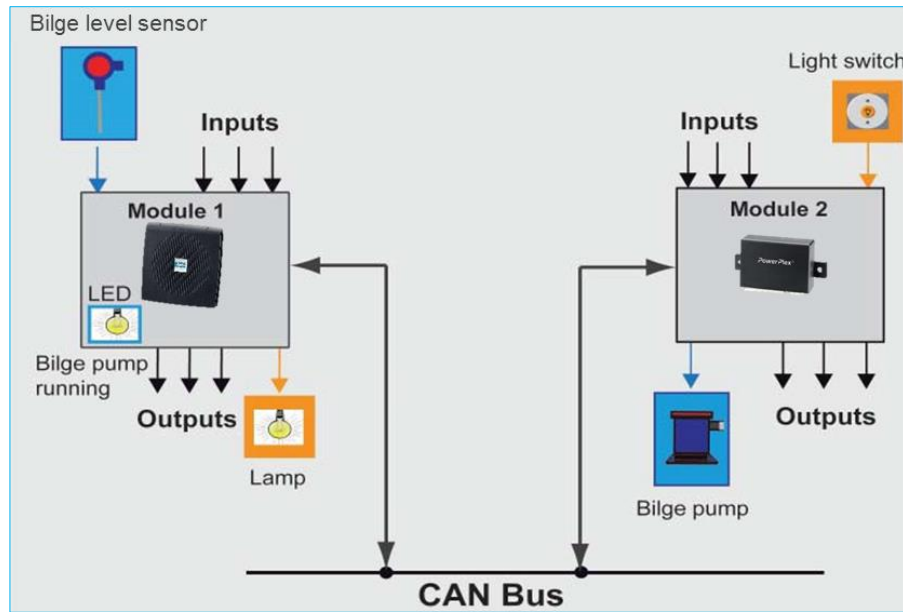 Bilge level sensor
Light switch
Inputs
Inputs
Module 1
Module 2
PowerPlex
LED
Bilge pump
running
Outputs
Outputs
Lamp
Bilge pump
CAN Bus